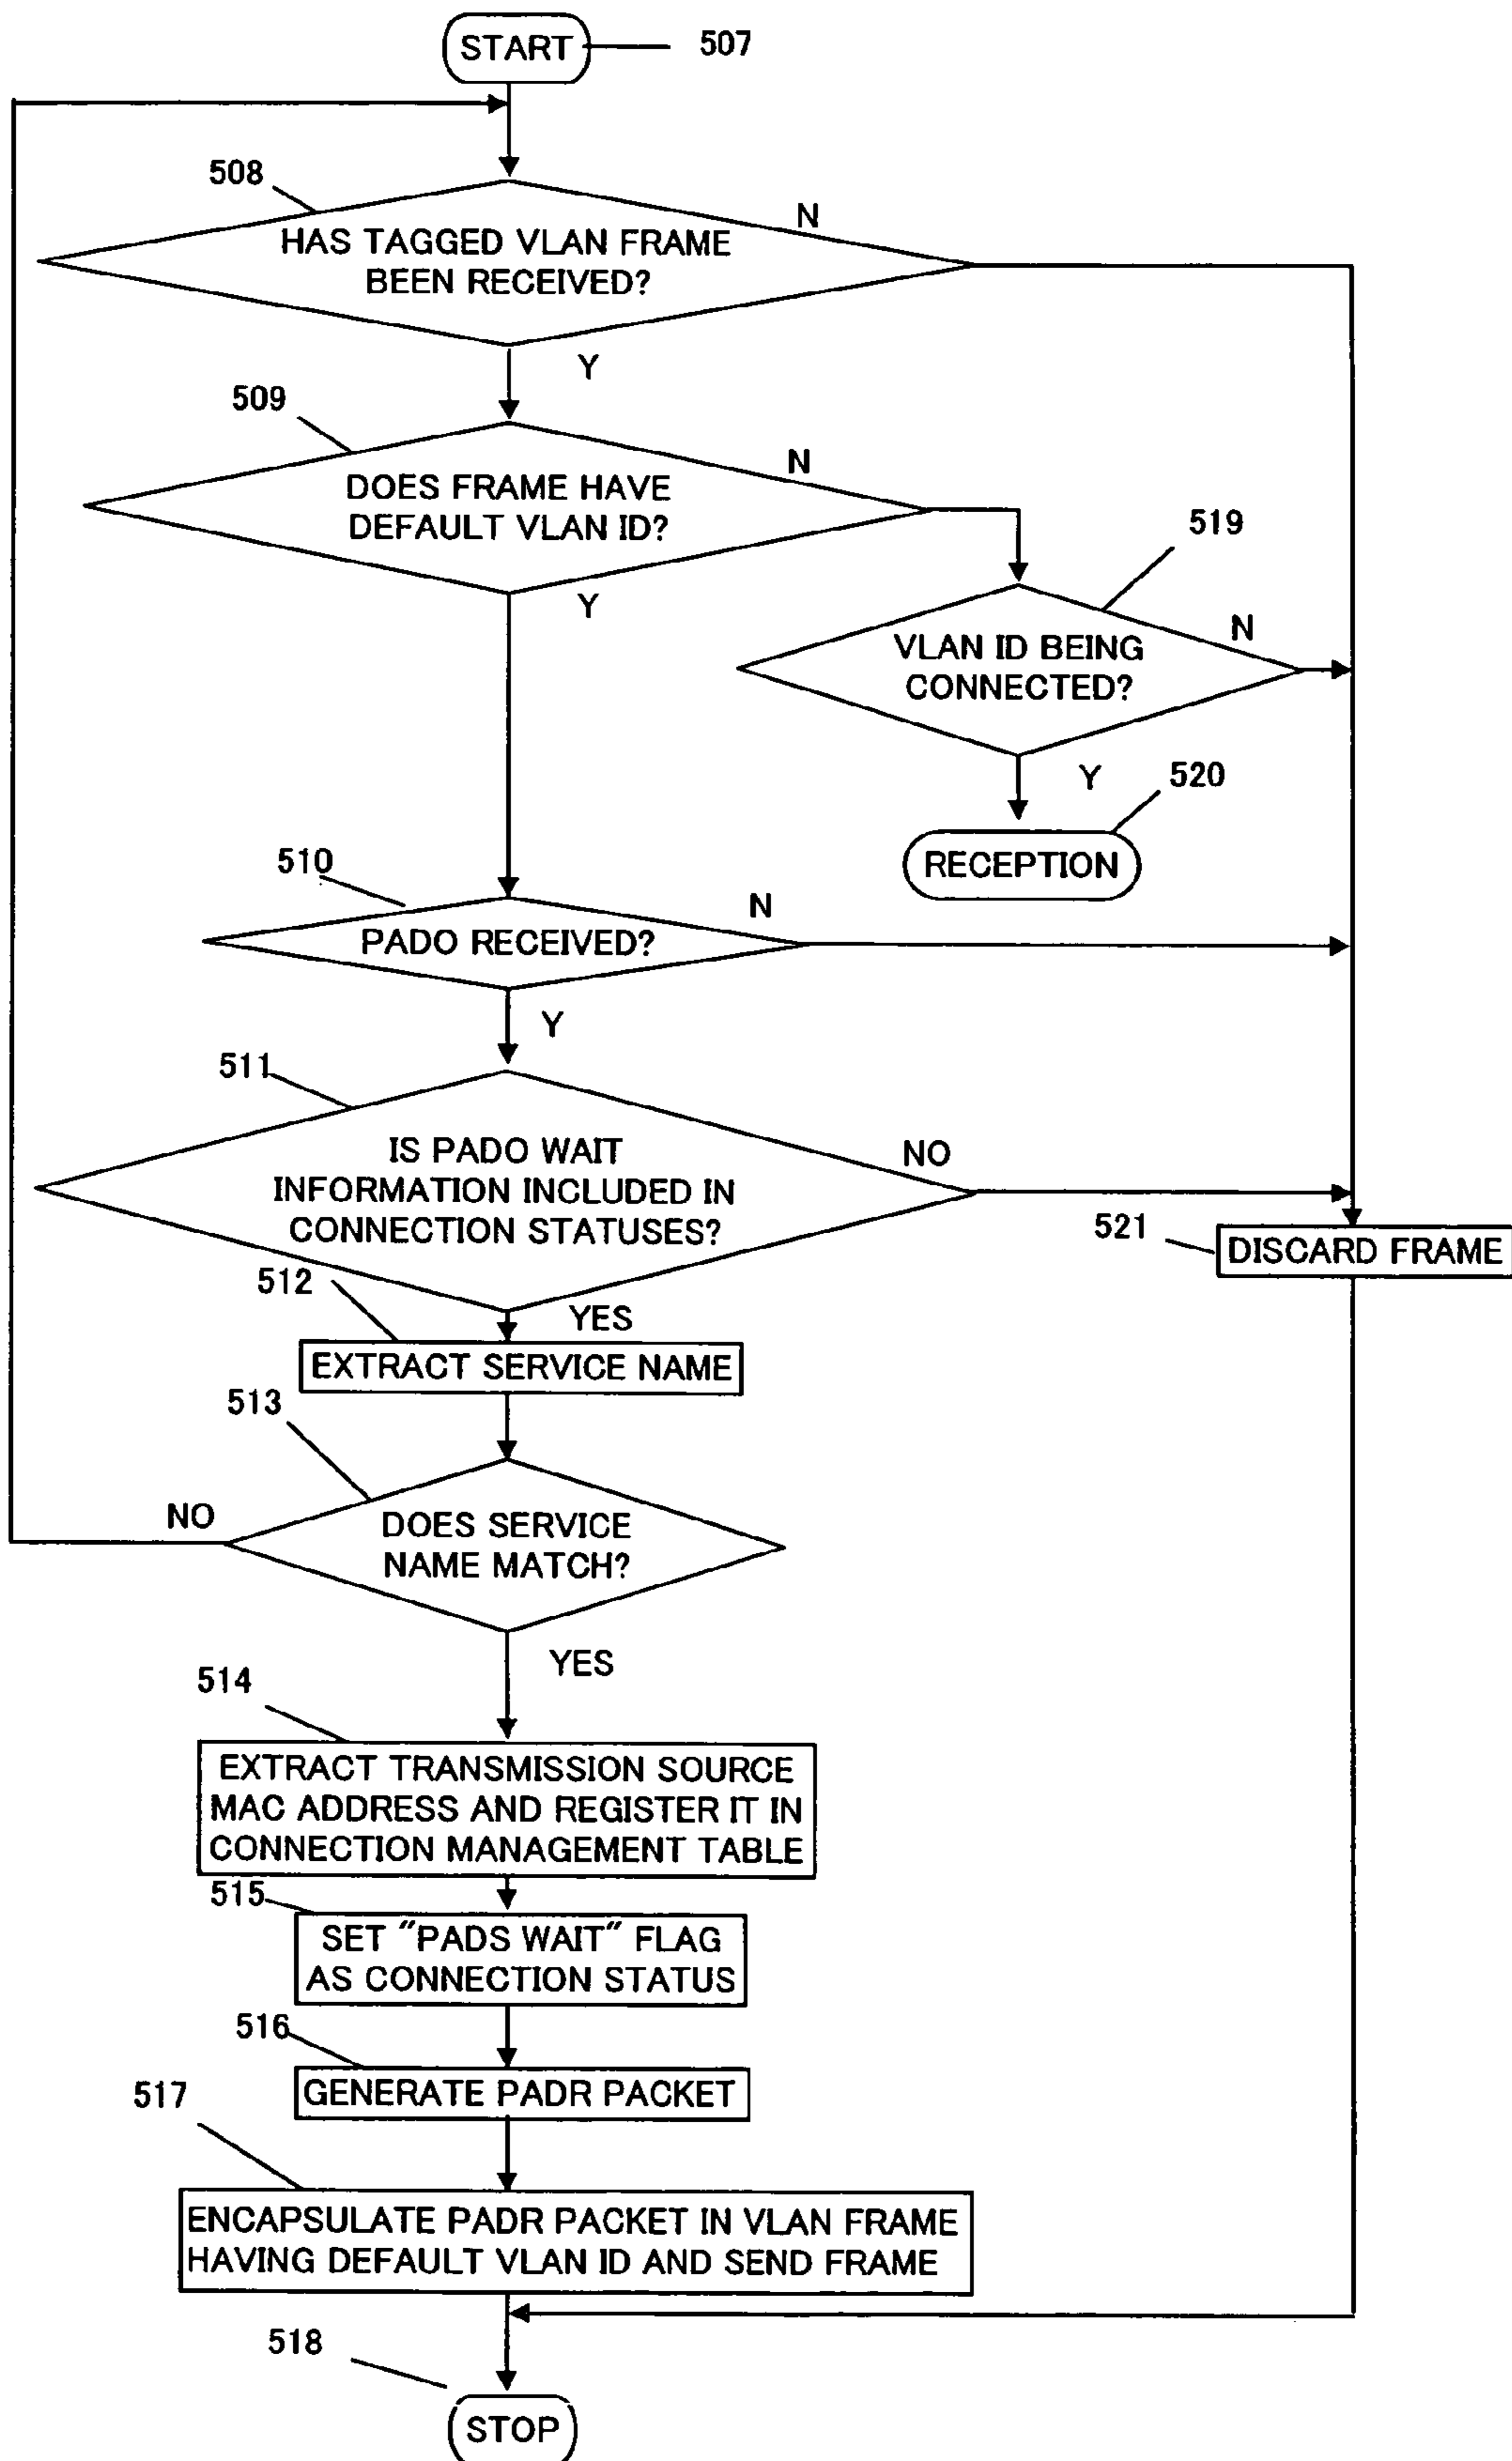 START
507
508
N
HAS TAGGED VLAN FRAME
BEEN RECEIVED?
Y
509
N
DOES FRAME HAVE
DEFAULT VLAN ID?
519
Y
N
VLAN ID BEING
CONNECTED?
Y
520
RECEPTION
510
N
PADO RECEIVED?
Y
511
IS PADO WAIT
INFORMATION INCLUDED IN
CONNECTION STATUSES?
NO
521
DISCARD FRAME
512
YES
EXTRACT SERVICE NAME
513
NO
DOES SERVICE
NAME MATCH?
YES
514
EXTRACT TRANSMISSION SOURCE
MAC ADDRESS AND REGISTER IT IN
CONNECTION MANAGEMENT TABLE
515
SET "PADS WAIT" FLAG
AS CONNECTION STATUS
516
GENERATE PADR PACKET
517
ENCAPSULATE PADR PACKET IN VLAN FRAME
HAVING DEFAULT VLAN ID AND SEND FRAME
518
STOP